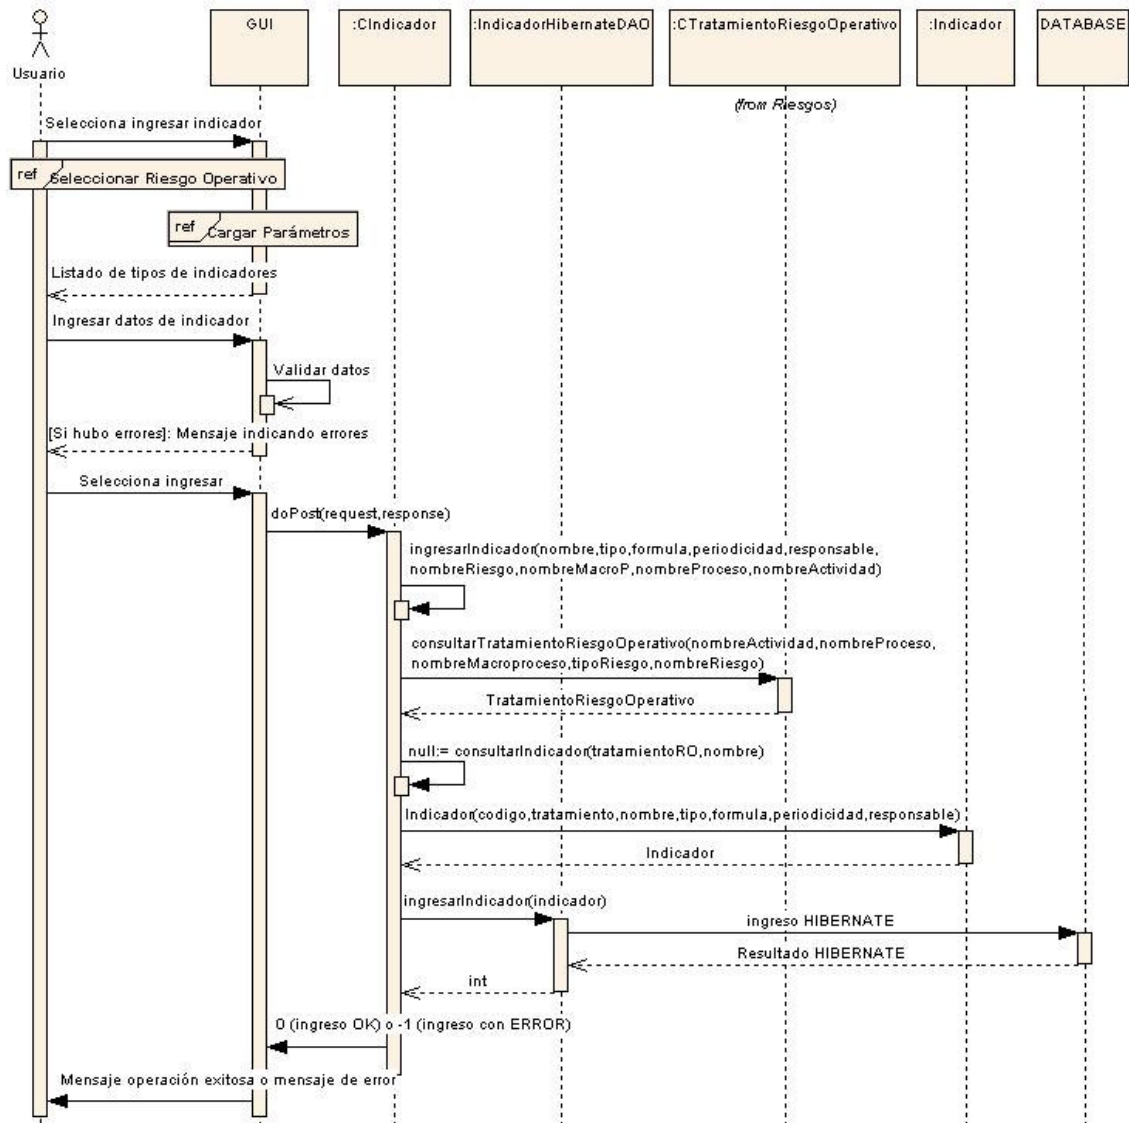 Usuario
GUI
:CIndicador
:IndicadorHibernateDAO
:CTratamientoRiesgoOperativo
:Indicador
DATABASE
(from Riesgos)
Selecciona ingresar indicador
ref
Seleccionar Riesgo Operativo
ref
Cargar Parámetros
Listado de tipos de indicadores
Ingresar datos de indicador
Validar datos
[Si hubo errores]: Mensaje indicando errores
Selecciona ingresar
doPost(request,response)
ingresarIndicador(nombre,tipo,formula,periodicidad,responsable,
nombreRiesgo,nombreMacroP,nombreProceso,nombreActividad)
consultarTratamientoRiesgoOperativo(nombreActividad,nombreProceso,
nombreMacroproceso,tipoRiesgo,nombreRiesgo)
TratamientoRiesgoOperativo
null:= consultarIndicador(tratamientoRO,nombre)
Indicador(codigo,tratamiento,nombre,tipo,formula,periodicidad,responsable)
Indicador
ingresarIndicador(indicador)
ingreso HIBERNATE
Resultado HIBERNATE
int
0 (ingreso OK) o -1 (ingreso con ERROR)
Mensaje operación exitosa o mensaje de error